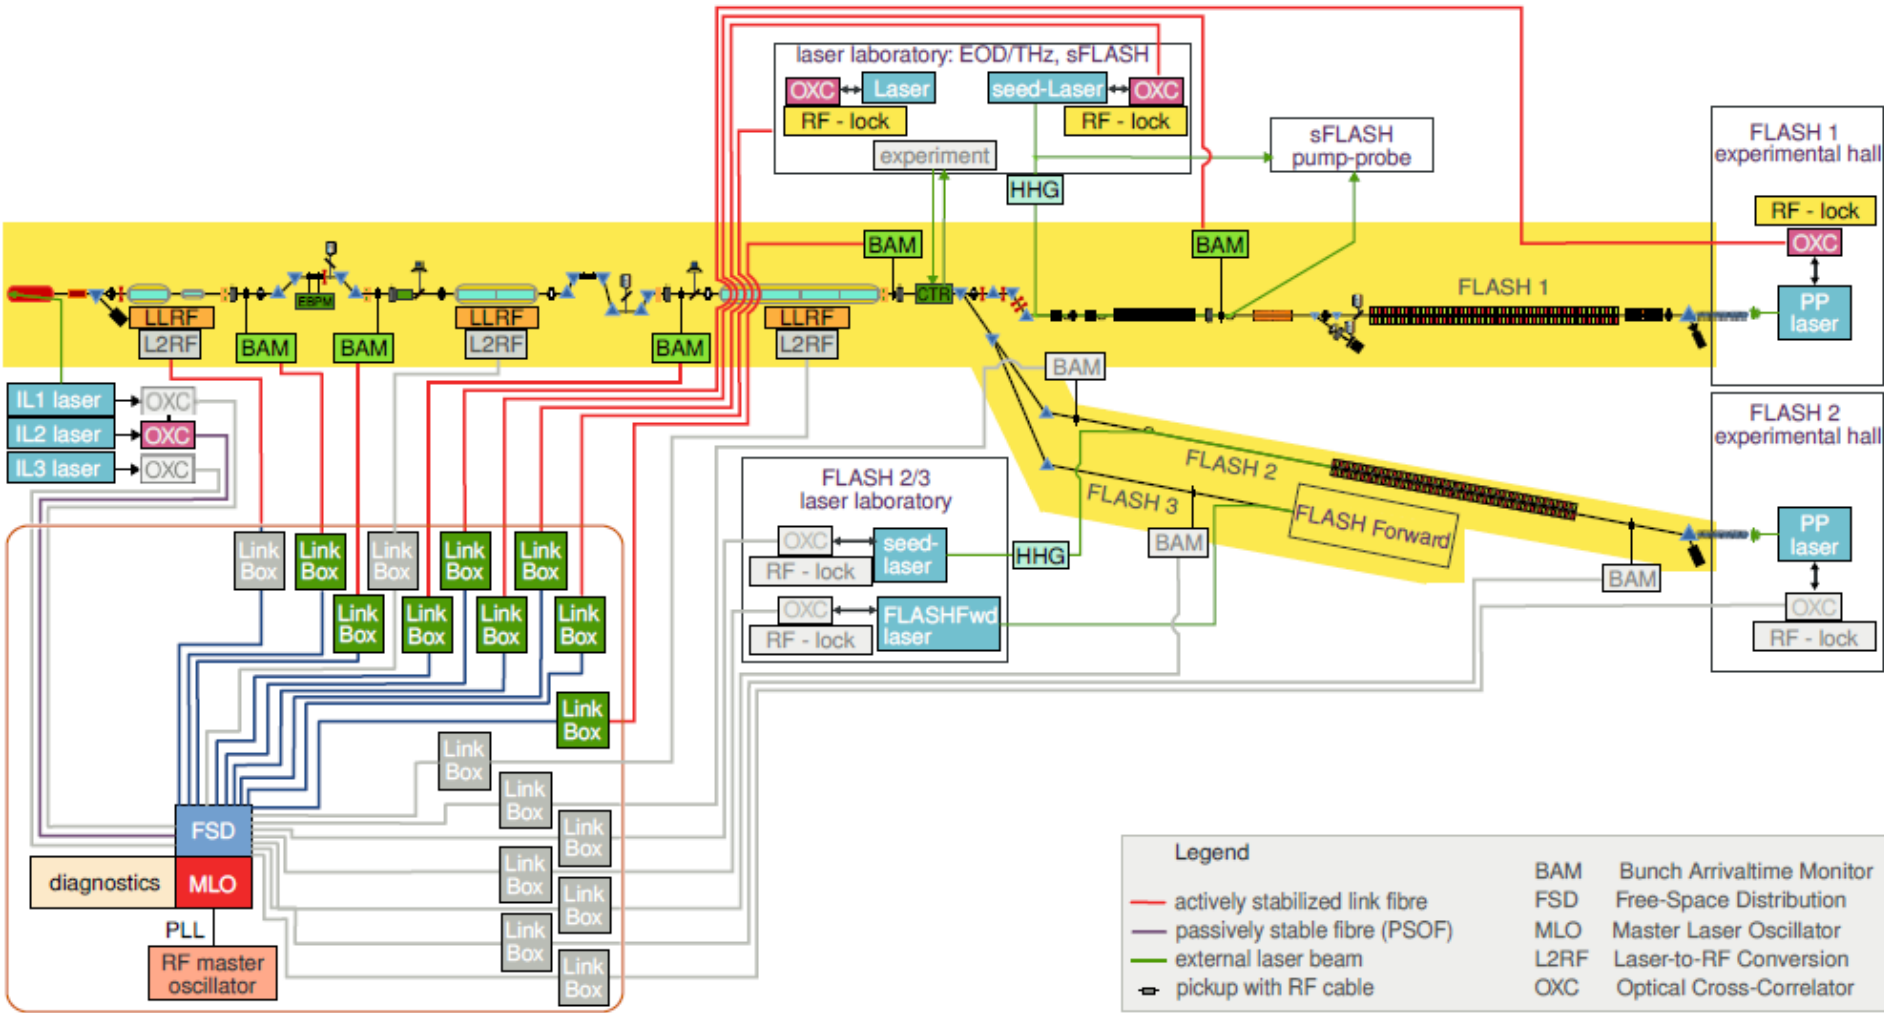 laser laboratory: EOD/THz, sFLASH
OXC
Laser
seed-Laser
OXC
RF - lock
RF - lock
experiment
HHG
sFLASH
pump-probe
FLASH 1
experimental hall
RF - lock
OXC
PP
laser
BAM
BAM
EBPM
CTR
FLASH 1
LLRF
L2RF
BAM
BAM
LLRF
L2RF
BAM
LLRF
L2RF
BAM
IL1 laser
OXC
IL2 laser
OXC
IL3 laser
OXC
FLASH 2
experimental hall
PP
laser
OXC
RF - lock
FLASH 2
FLASH 3
FLASH Forward
BAM
BAM
FLASH 2/3
laser laboratory
OXC
seed-
laser
RF - lock
HHG
OXC
FLASHFwd
laser
RF - lock
Link
Box
Link
Box
Link
Box
Link
Box
Link
Box
Link
Box
Link
Box
Link
Box
Link
Box
Link
Box
Link
Box
Link
Box
Link
Box
Link
Box
Link
Box
Link
Box
Link
Box
FSD
diagnostics
MLO
PLL
RF master
oscillator
Legend
actively stabilized link fibre
passively stable fibre (PSOF)
external laser beam
pickup with RF cable
BAM Bunch Arrivaltime Monitor
FSD Free-Space Distribution
MLO Master Laser Oscillator
L2RF Laser-to-RF Conversion
OXC Optical Cross-Correlator